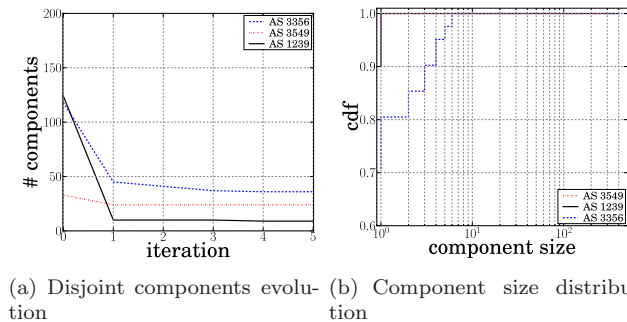 200
150
100
50
0
# components
0 1 2 3 4 5
iteration
AS 3356
AS 3549
AS 1239
1.0
0.9
0.8
0.7
0.6
cdf
10^0 10^1 10^2
component size
AS 3549
AS 1239
AS 3356
(a) Disjoint components evolu-
tion
(b) Component size distribu
tion